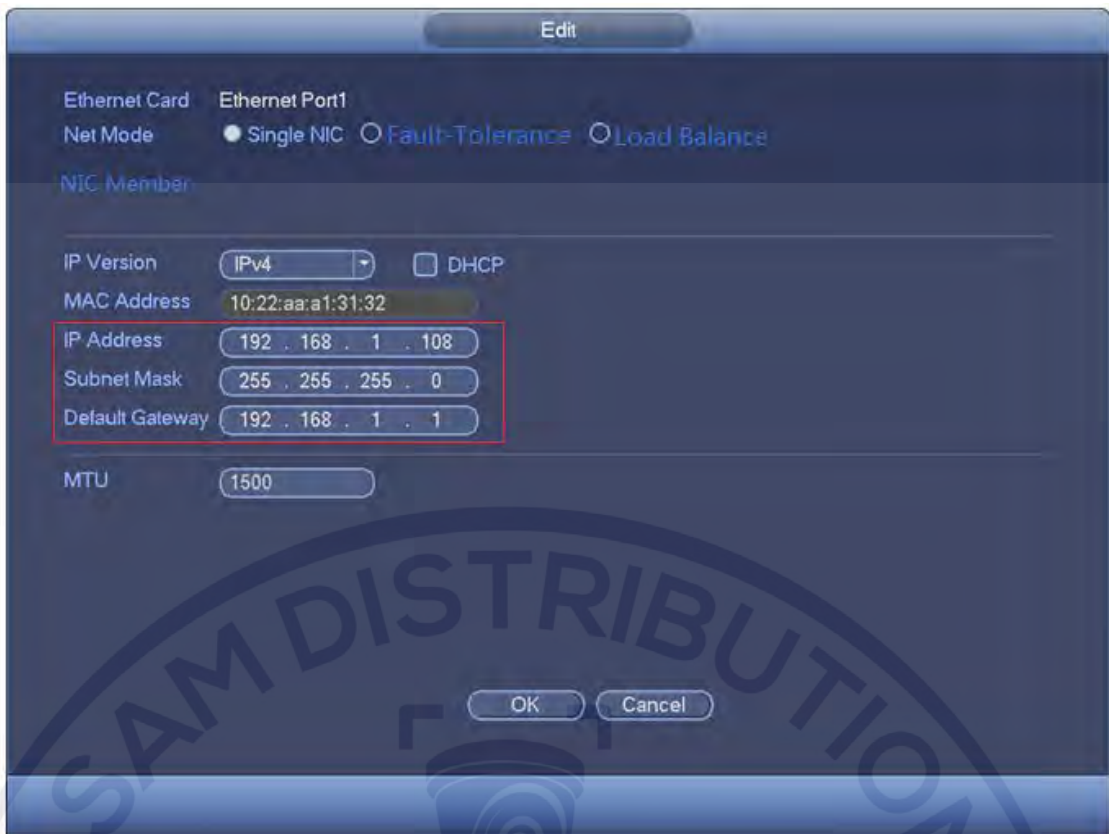 Edit
Ethernet Card Ethernet Port1
Net Mode Single NIC Fault-Tolerance Load Balance
NIC Member
IP Version IPv4 DHCP
MAC Address 10:22:aa:a1:31:32
IP Address 192 . 168 . 1 . 108
Subnet Mask 255 . 255 . 255 . 0
Default Gateway 192 . 168 . 1 . 1
MTU 1500
SAM DISTRIBUTION
OK Cancel